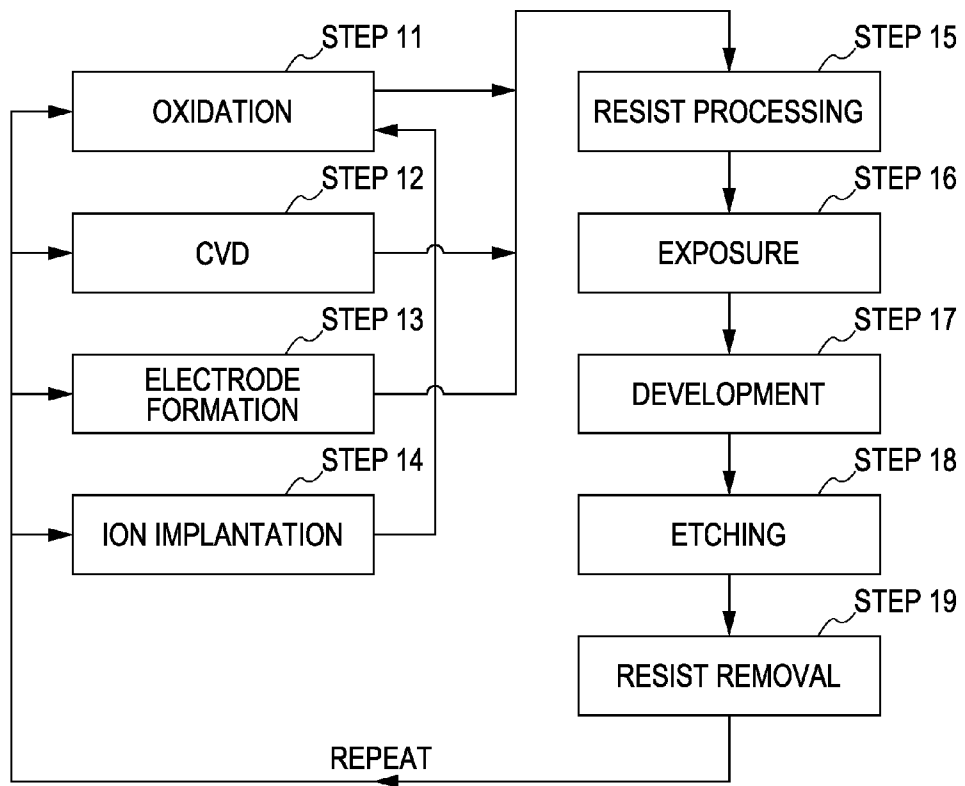 STEP 11
OXIDATION
STEP 12
CVD
STEP 13
ELECTRODE
FORMATION
STEP 14
ION IMPLANTATION
STEP 15
RESIST PROCESSING
STEP 16
EXPOSURE
STEP 17
DEVELOPMENT
STEP 18
ETCHING
STEP 19
RESIST REMOVAL
REPEAT